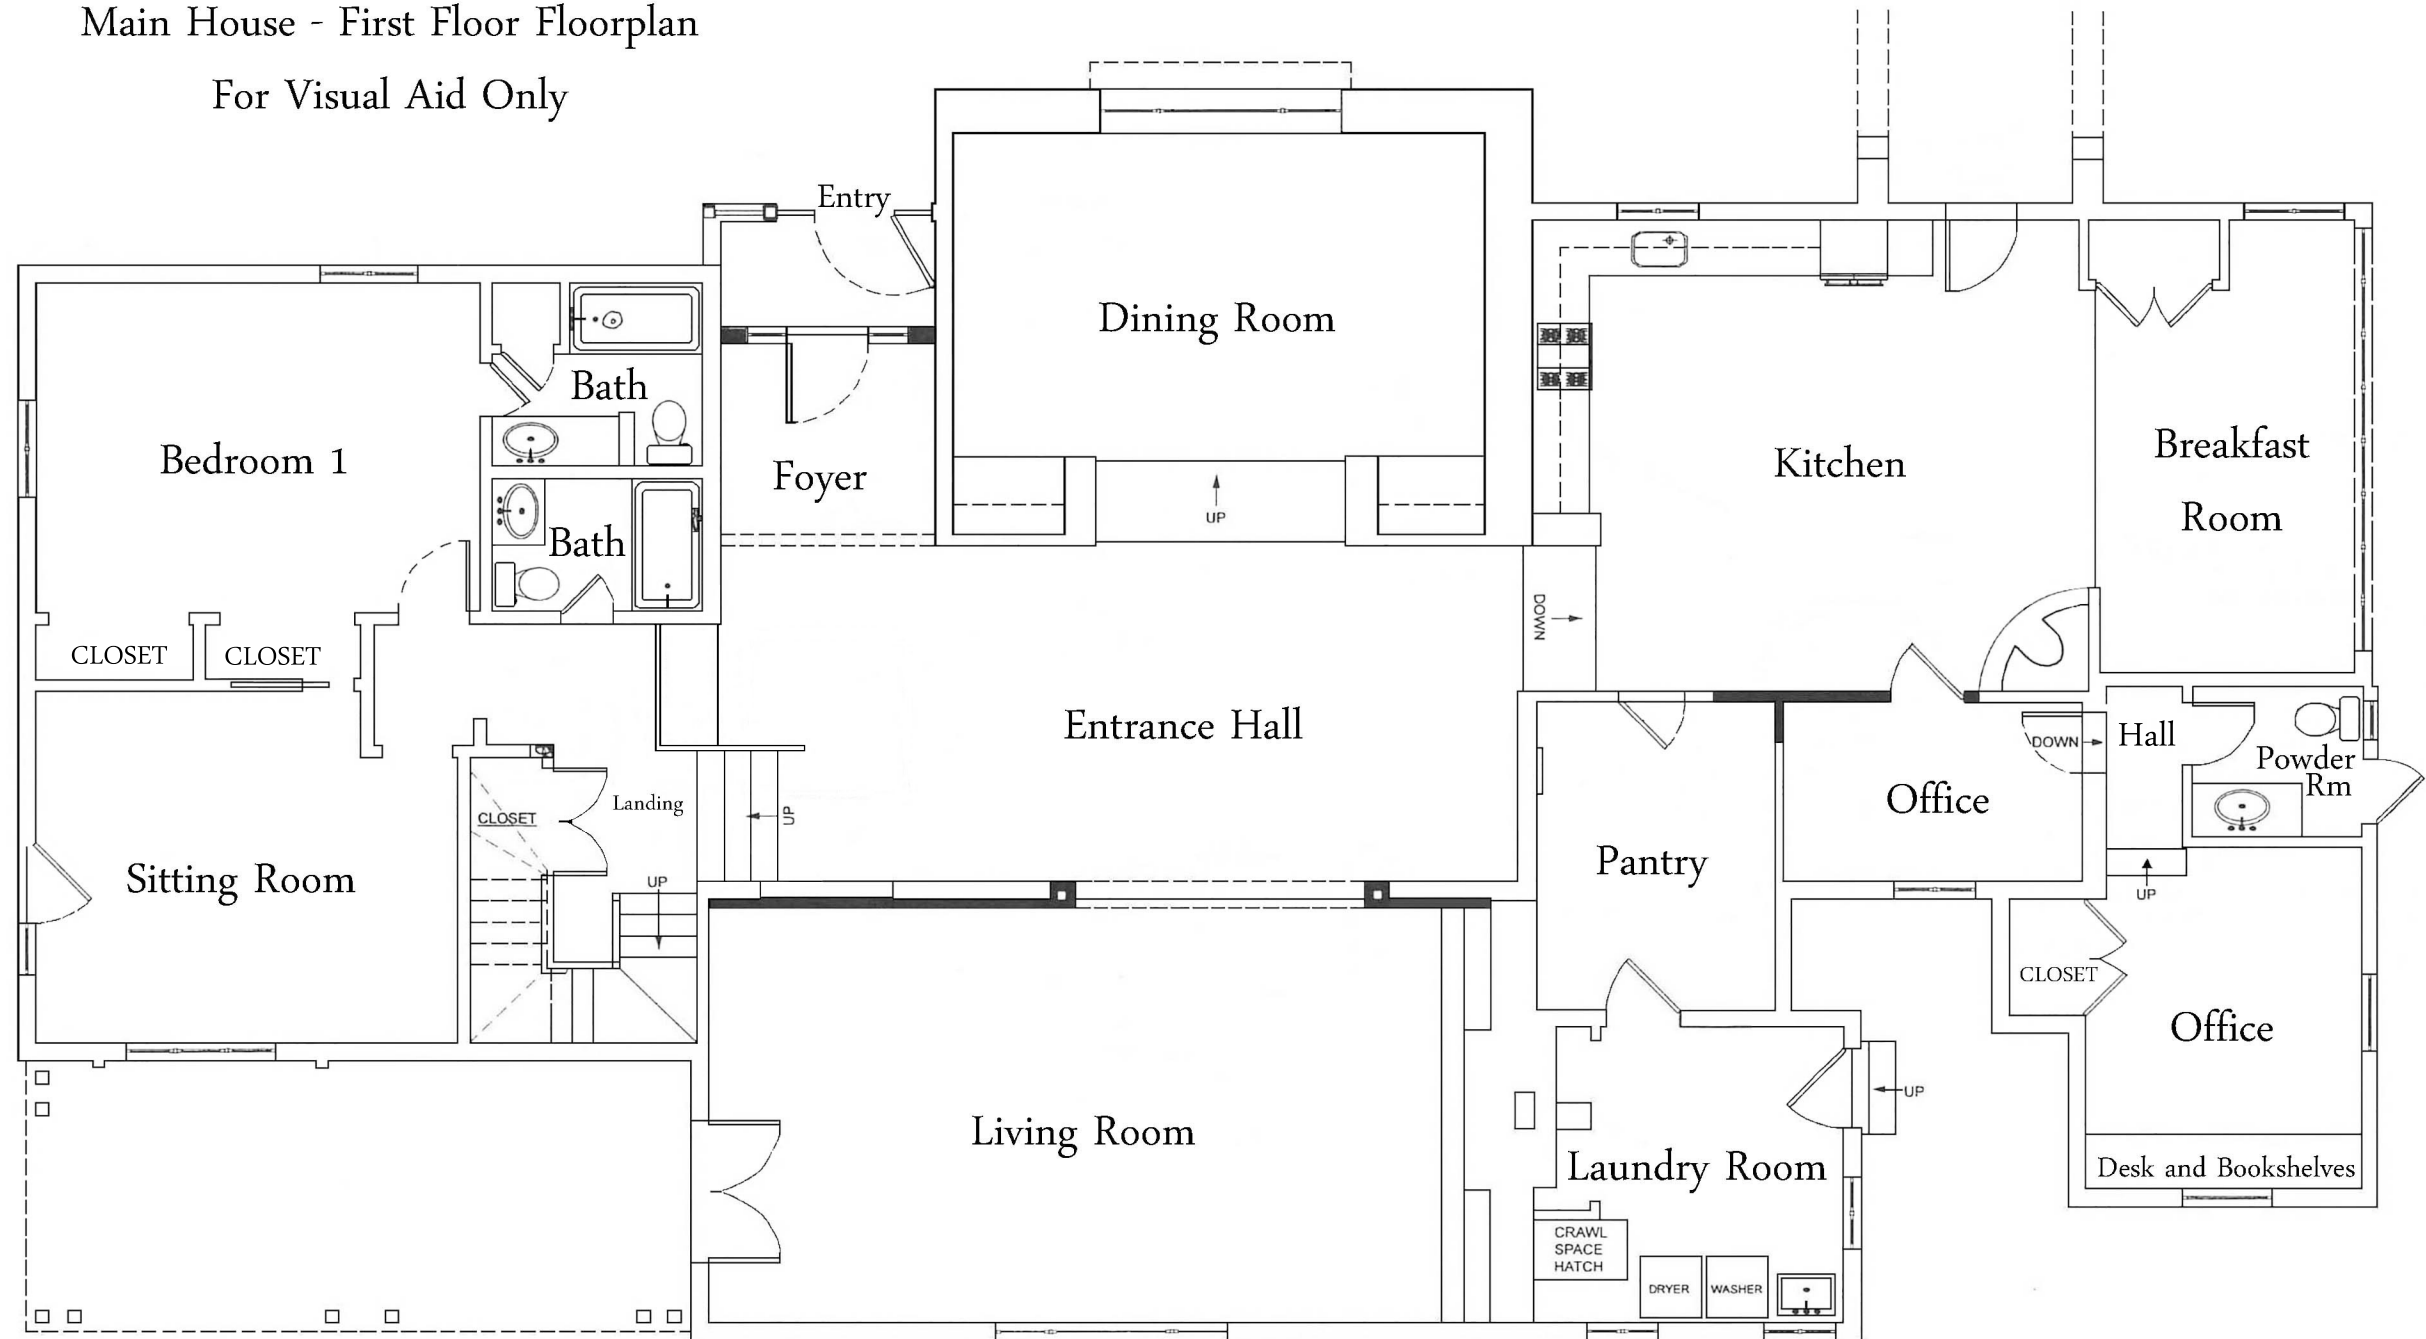 Main House - First Floor Floorplan
For Visual Aid Only
Entry
Dining Room
Bath
Bedroom 1
Foyer
Kitchen
Breakfast
Room
UP
Bath
DOWN
CLOSET
CLOSET
Entrance Hall
DOWN
Hall
Powder
Rm
Landing
CLOSET
UP
Office
Pantry
Sitting Room
UP
UP
CLOSET
Office
UP
Living Room
Laundry Room
Desk and Bookshelves
CRAWL
SPACE
HATCH
DRYER
WASHER